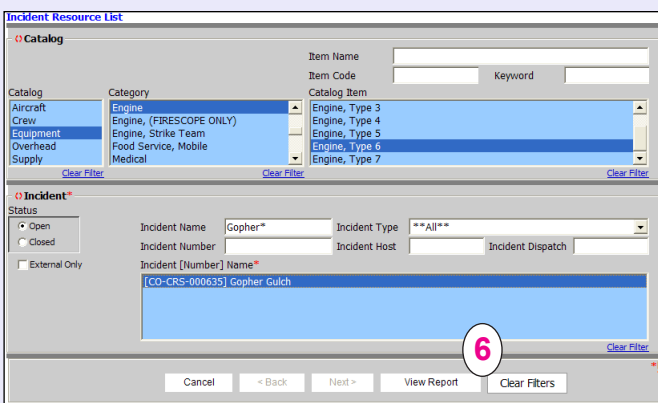 Incident Resource List
Catalog
Item Name
Item Code Keyword
Catalog Category Catalog Item
Aircraft Engine Engine, Type 3
Crew Engine, (FIRESCOPE ONLY) Engine, Type 4
Equipment Engine, Strike Team Engine, Type 5
Overhead Food Service, Mobile Engine, Type 6
Supply Medical Engine, Type 7
Clear Filter Clear Filter Clear Filter
Incident*
Status
Open Incident Name Gopher* Incident Type **All**
Closed Incident Number Incident Host Incident Dispatch
External Only Incident [Number] Name*
[CO-CRS-000635] Gopher Gulch
Clear Filter
6
*
Cancel < Back Next > View Report Clear Filters